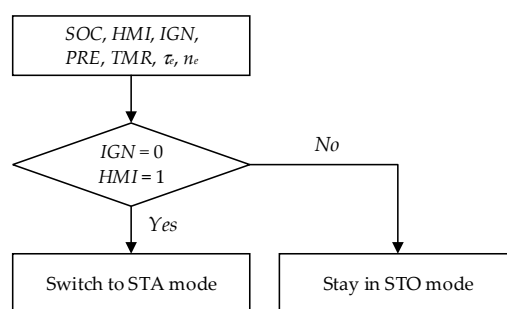 SOC, HMI, IGN,
PRE, TMR, τe, ne
IGN = 0
HMI = 1
No
Yes
Switch to STA mode
Stay in STO mode